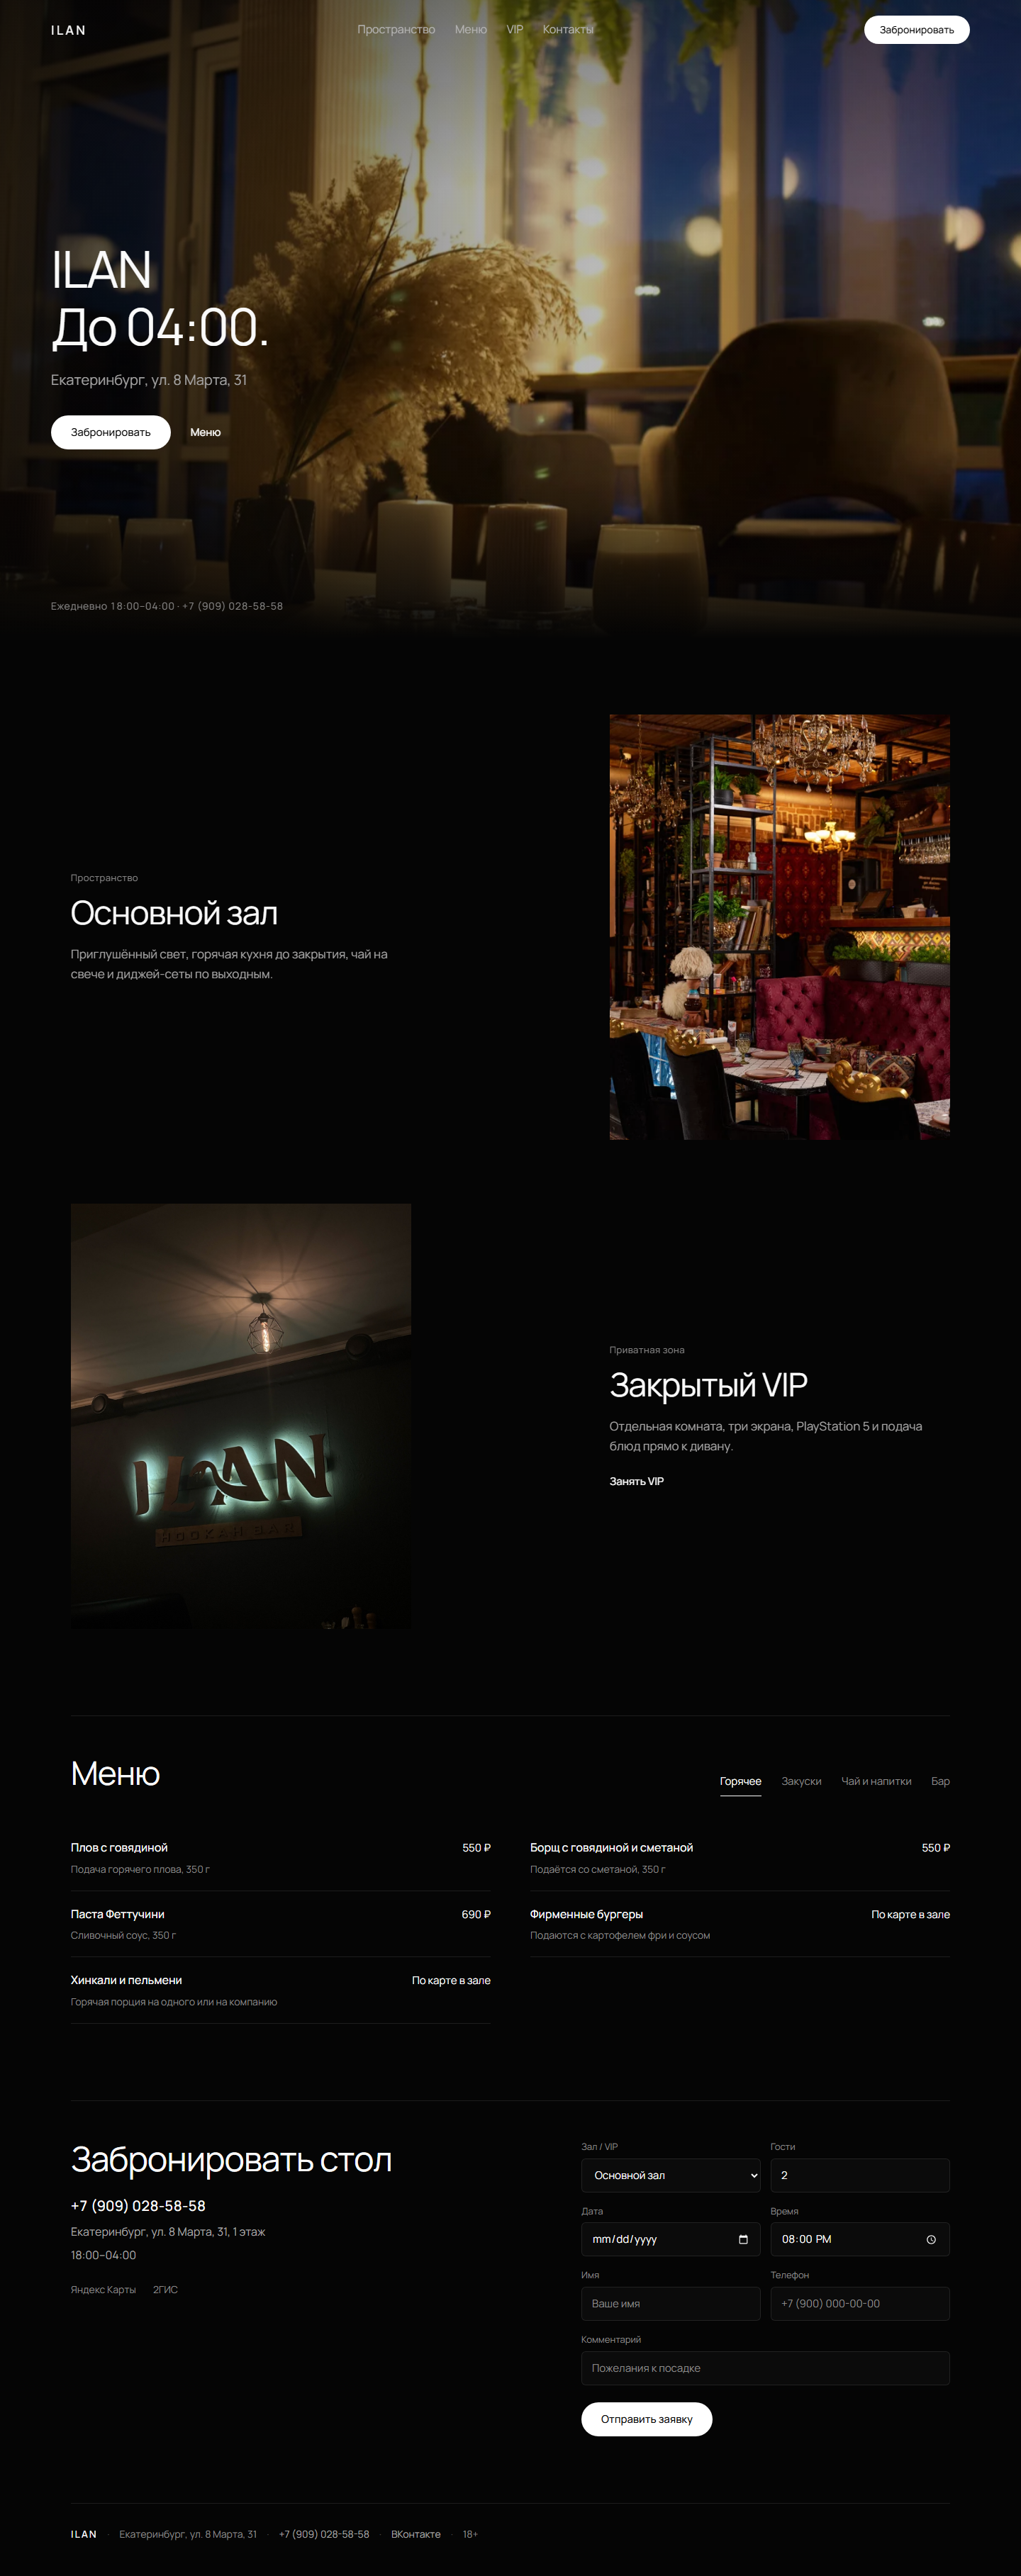 ILAN
Пространство
Меню
VIP
Контакты
Забронировать
ILAN
До 04:00.
Екатеринбург, ул. 8 Марта, 31
Забронировать
Меню
Ежедневно 18:00–04:00 · +7 (909) 028-58-58
Пространство
Основной зал
Приглушённый свет, горячая кухня до закрытия, чай на
свече и диджей-сеты по выходным.
ILAN
HOOKAH BAR
Приватная зона
Закрытый VIP
Отдельная комната, три экрана, PlayStation 5 и подача
блюд прямо к дивану.
Занять VIP
Меню
Горячее
Закуски
Чай и напитки
Бар
Плов с говядиной
550 ₽
Подача горячего плова, 350 г
Борщ с говядиной и сметаной
550 ₽
Подаётся со сметаной, 350 г
Паста Феттучини
690 ₽
Сливочный соус, 350 г
Фирменные бургеры
По карте в зале
Подаются с картофелем фри и соусом
Хинкали и пельмени
По карте в зале
Горячая порция на одного или на компанию
Забронировать стол
+7 (909) 028-58-58
Екатеринбург, ул. 8 Марта, 31, 1 этаж
18:00–04:00
Яндекс Карты
2ГИС
Зал / VIP
Гости
Основной зал
2
Дата
Время
mm/dd/yyyy
08:00 PM
Имя
Телефон
Ваше имя
+7 (900) 000-00-00
Комментарий
Пожелания к посадке
Отправить заявку
ILAN · Екатеринбург, ул. 8 Марта, 31 · +7 (909) 028-58-58 · ВКонтакте · 18+